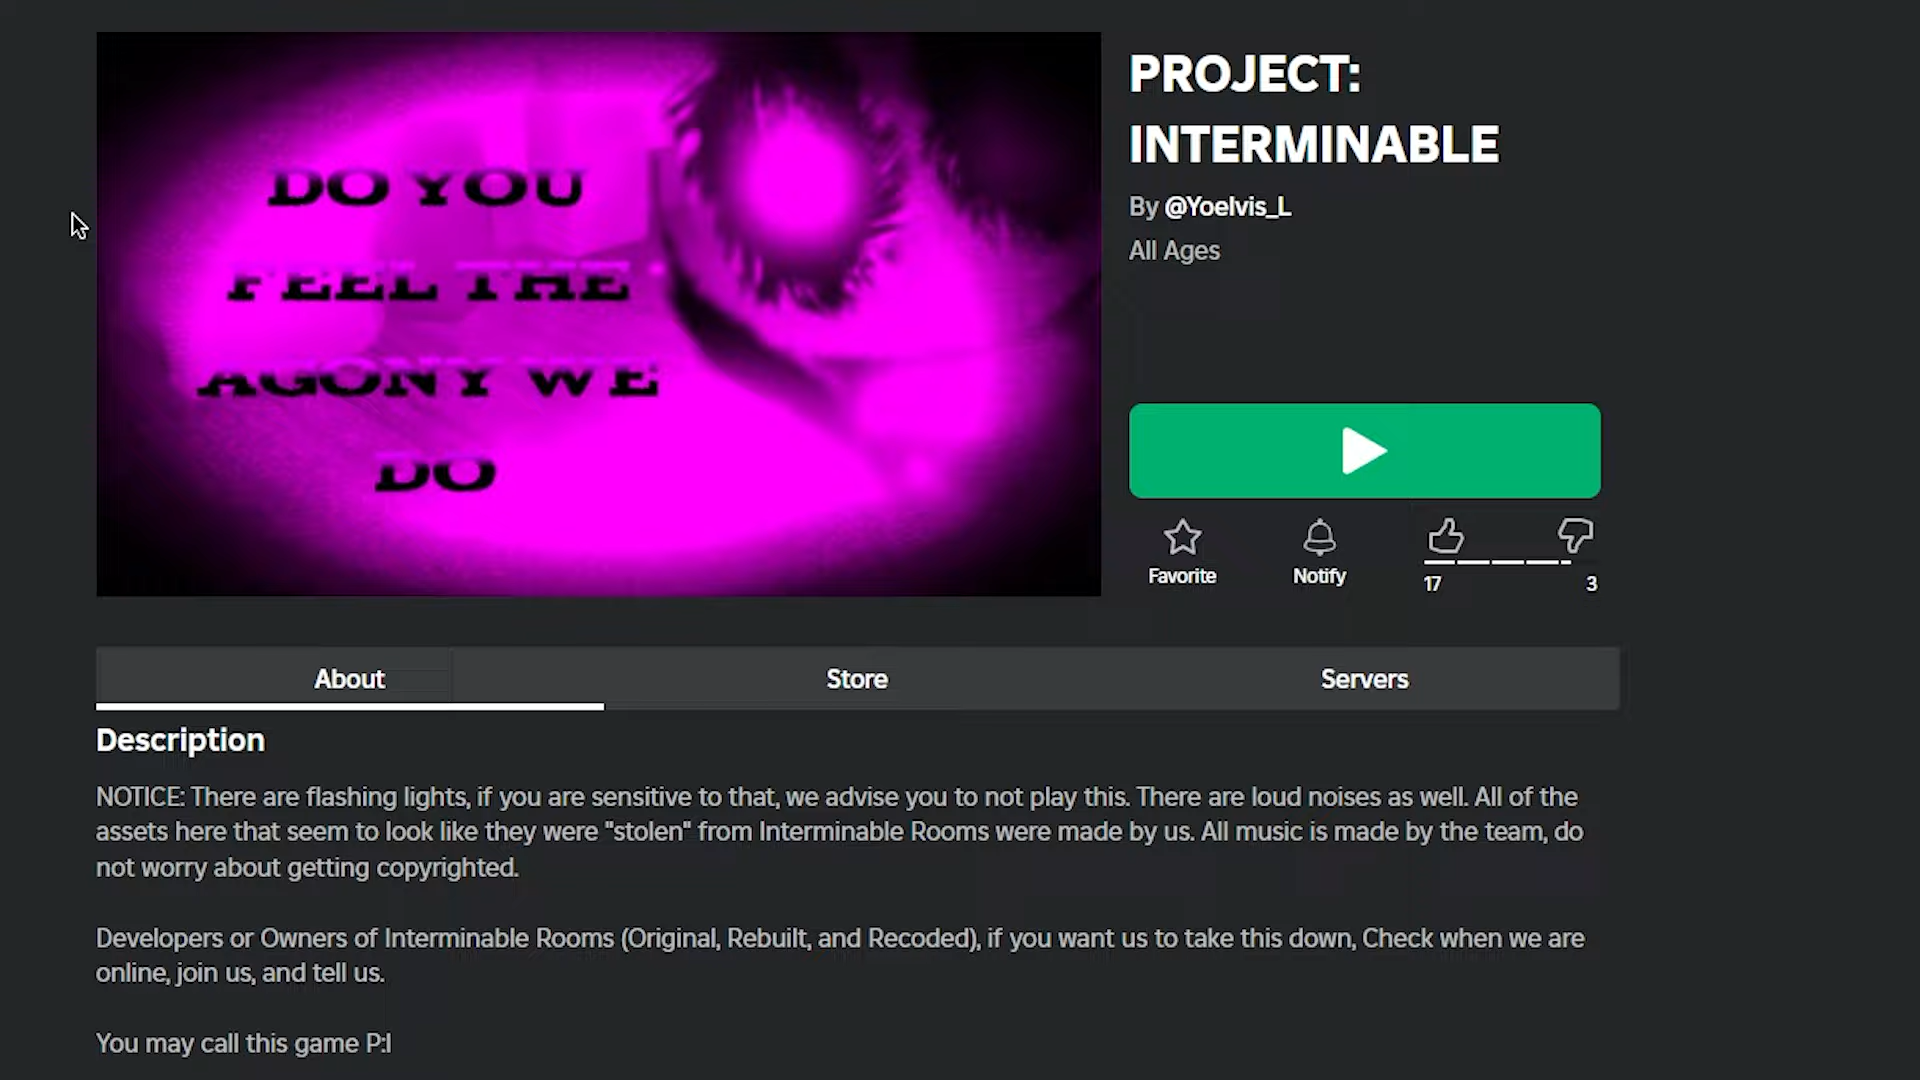 DO YOU
FEEL THE
AGONY WE
DO
PROJECT:
INTERMINABLE
By @Yoelvis_L
All Ages
Favorite
Notify
17
3
About
Store
Servers
Description
NOTICE: There are flashing lights, if you are sensitive to that, we advise you to not play this. There are loud noises as well. All of the
assets here that seem to look like they were "stolen" from Interminable Rooms were made by us. All music is made by the team, do
not worry about getting copyrighted.
Developers or Owners of Interminable Rooms (Original, Rebuilt, and Recoded), if you want us to take this down, Check when we are
online, join us, and tell us.
You may call this game P:I